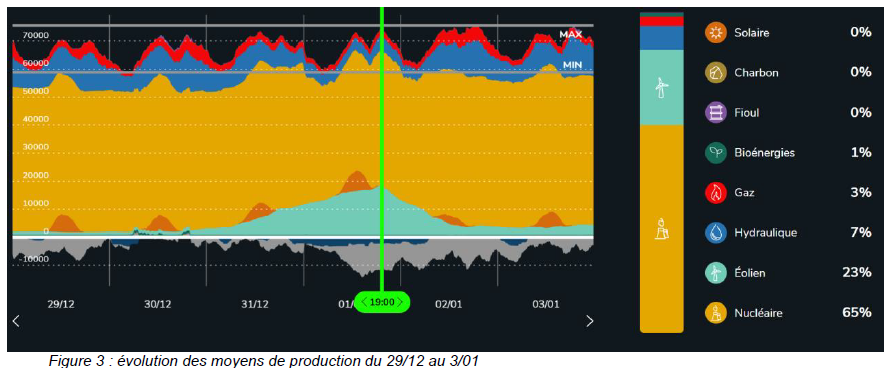 70000
MAX
60000
MIN
50000
40000
30000
20000
10000
0
-10000
29/12
30/12
31/12
01/
19:00
02/01
03/01
Solaire 0%
Charbon 0%
Fioul 0%
Bioénergies 1%
Gaz 3%
Hydraulique 7%
Éolien 23%
Nucléaire 65%
Figure 3 : évolution des moyens de production du 29/12 au 3/01